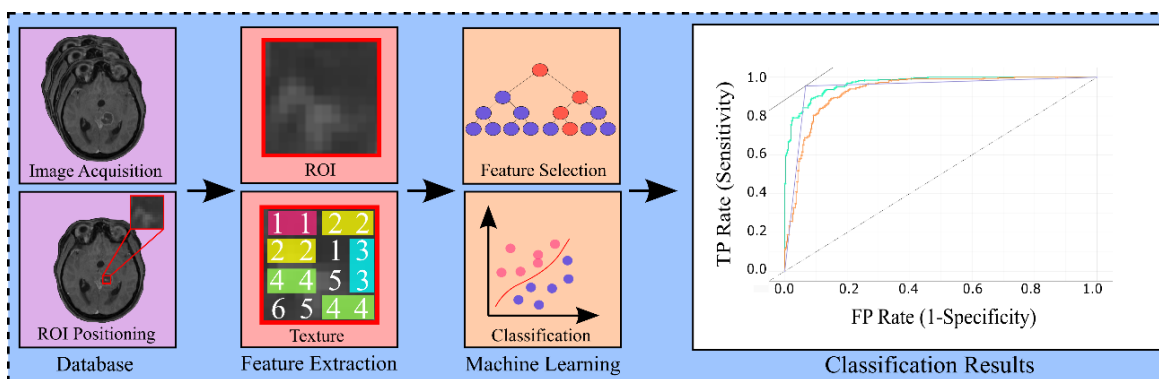 Image Acquisition
ROI Positioning
Database
ROI
1 1 2 2
2 2 1 3
4 4 5 3
6 5 4 4
Texture
Feature Extraction
Feature Selection
Classification
Machine Learning
TP Rate (Sensitivity)
1.0
0.8
0.6
0.4
0.2
0.0
0.0 0.2 0.4 0.6 0.8 1.0
FP Rate (1-Specificity)
Classification Results